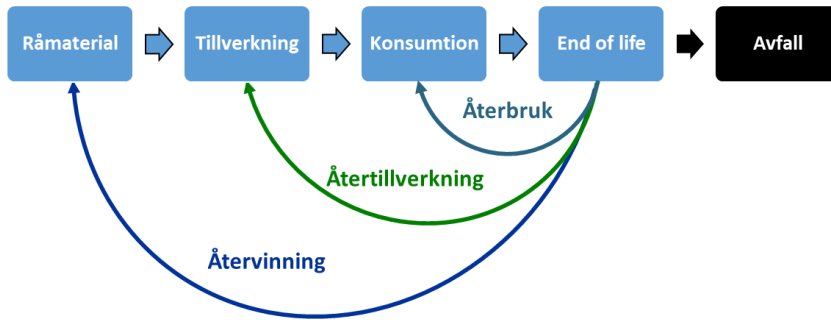 Råmaterial
Tillverkning
Konsumtion
End of life
Avfall
Återbruk
Återtillverkning
Återvinning